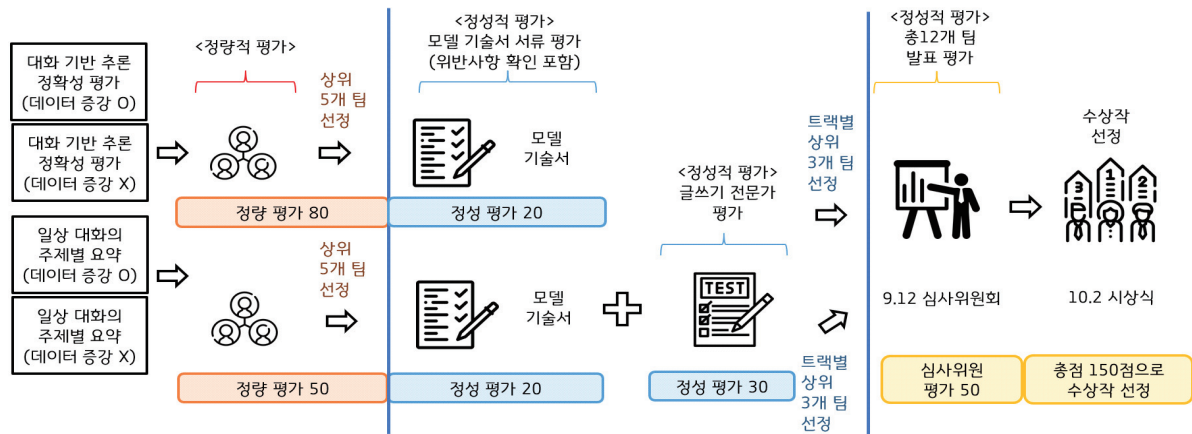 대화 기반 추론
정확성 평가
(데이터 증강 O)
대화 기반 추론
정확성 평가
(데이터 증강 X)
<정량적 평가>
상위
5개 팀
선정
정량 평가 80
<정성적 평가>
모델 기술서 서류 평가
(위반사항 확인 포함)
모델
기술서
정성 평가 20
트랙별
상위
3개 팀
선정
일상 대화의
주제별 요약
(데이터 증강 O)
일상 대화의
주제별 요약
(데이터 증강 X)
상위
5개 팀
선정
정량 평가 50
모델
기술서
정성 평가 20
<정성적 평가>
글쓰기 전문가
평가
TEST
정성 평가 30
트랙별
상위
3개 팀
선정
<정성적 평가>
총12개 팀
발표 평가
9.12 심사위원회
심사위원
평가 50
수상작
선정
3 1 2
10.2 시상식
총점 150점으로
수상작 선정